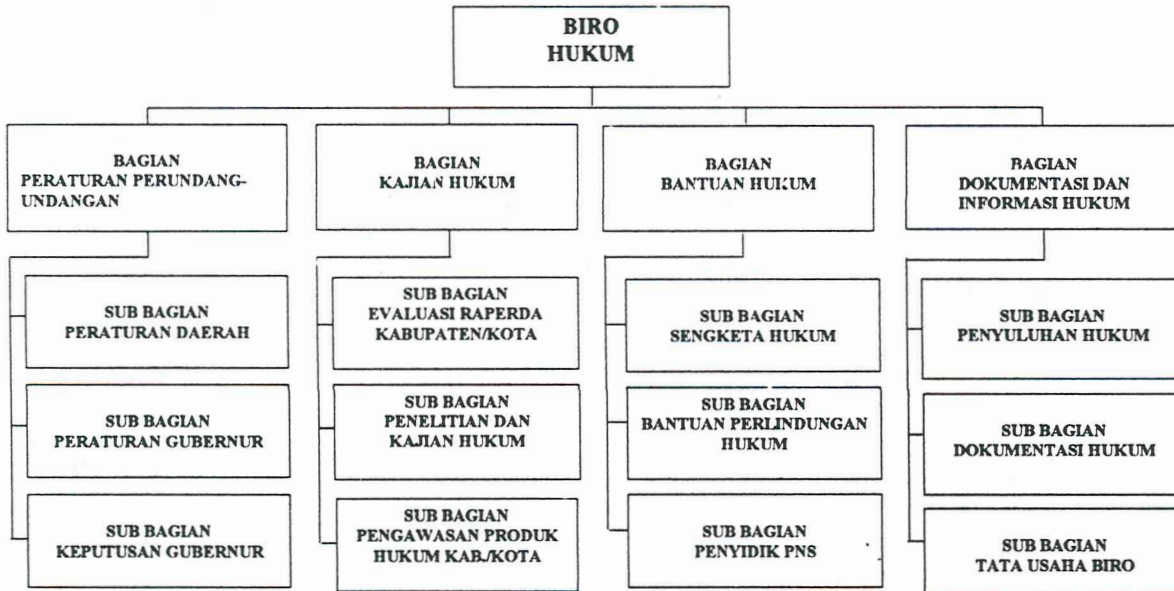 BIRO
HUKUM
BAGIAN
PERATURAN PERUNDANG-
UNDANGAN
BAGIAN
KAJIAN HUKUM
BAGIAN
BANTUAN HUKUM
BAGIAN
DOKUMENTASI DAN
INFORMASI HUKUM
SUB BAGIAN
PERATURAN DAERAH
SUB BAGIAN
PERATURAN GUBERNUR
SUB BAGIAN
KEPUTUSAN GUBERNUR
SUB BAGIAN
EVALUASI RAPERDA
KABUPATEN/KOTA
SUB BAGIAN
PENELITIAN DAN
KAJIAN HUKUM
SUB BAGIAN
PENGAWASAN PRODUK
HUKUM KAB./KOTA
SUB BAGIAN
SENGKETA HUKUM
SUB BAGIAN
BANTUAN PERLINDUNGAN
HUKUM
SUB BAGIAN
PENYIDIK PNS
SUB BAGIAN
PENYULUHAN HUKUM
SUB BAGIAN
DOKUMENTASI HUKUM
SUB BAGIAN
TATA USAHA BIRO